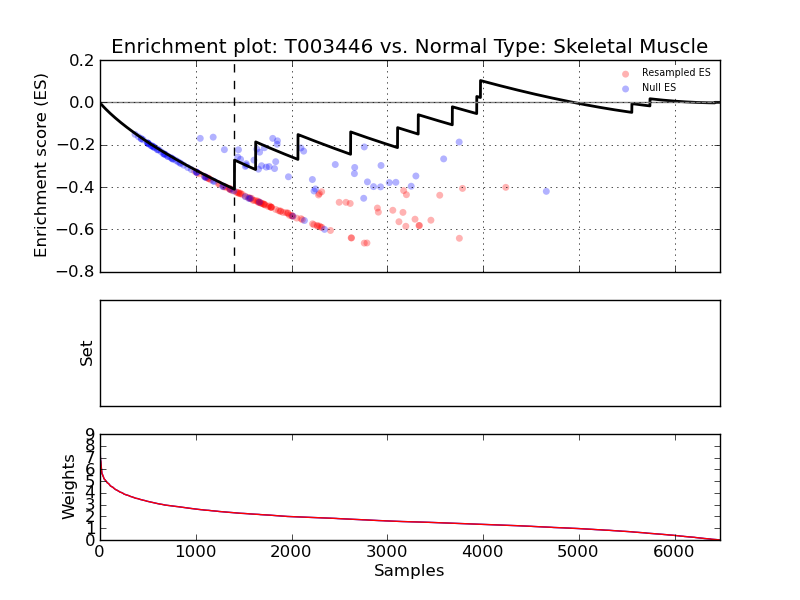 Enrichment plot: T003446 vs. Normal Type: Skeletal Muscle
Enrichment score (ES)
0.2
0.0
−0.2
−0.4
−0.6
−0.8
Resampled ES
Null ES
Set
Weights
9
8
7
6
5
4
3
2
1
0
0 1000 2000 3000 4000 5000 6000
Samples